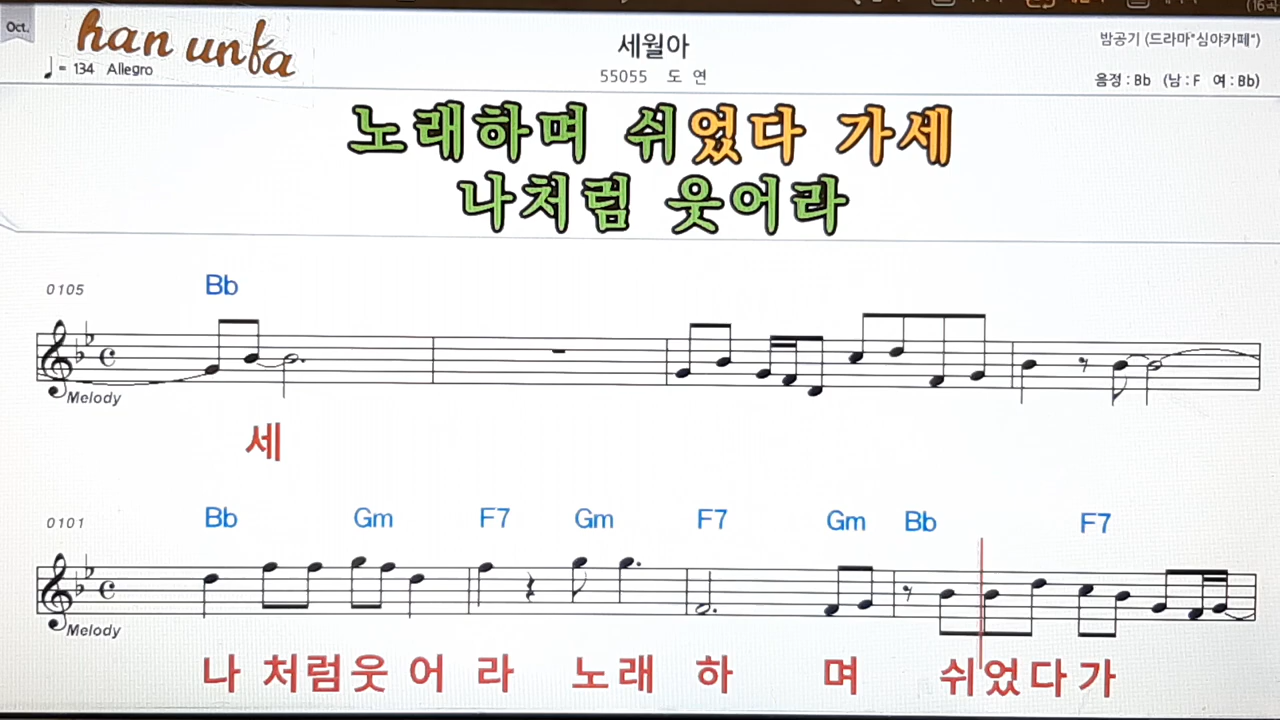 Oct.
han unfa
♩= 134 Allegro
세월아
55055 도 연
밤공기 (드라마"심야카페")
음정 : Bb (남 : F 여 : Bb)
노래하며 쉬었다 가세
나처럼 웃어라
0105 Bb
Melody
세
0101 Bb Gm F7 Gm F7 Gm Bb F7
Melody
나 처럼웃 어 라 노래 하 며 쉬었다가